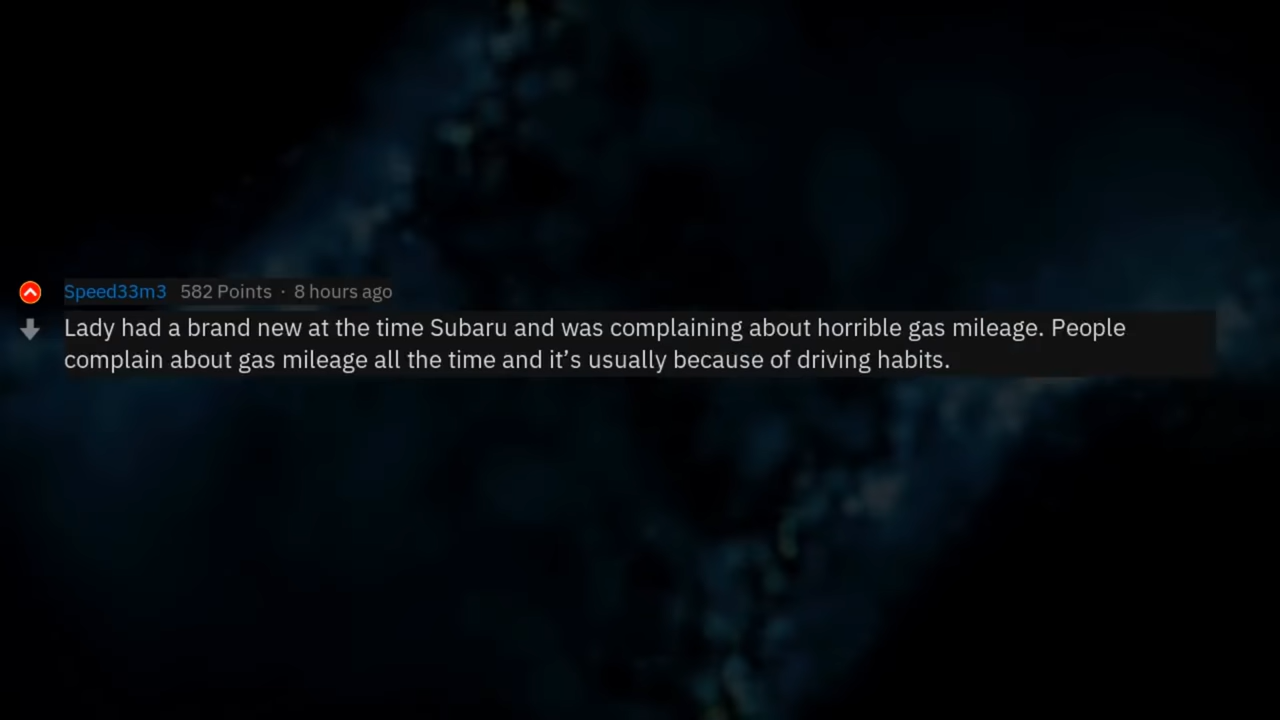 Speed33m3 582 Points · 8 hours ago
Lady had a brand new at the time Subaru and was complaining about horrible gas mileage. People
complain about gas mileage all the time and it’s usually because of driving habits.